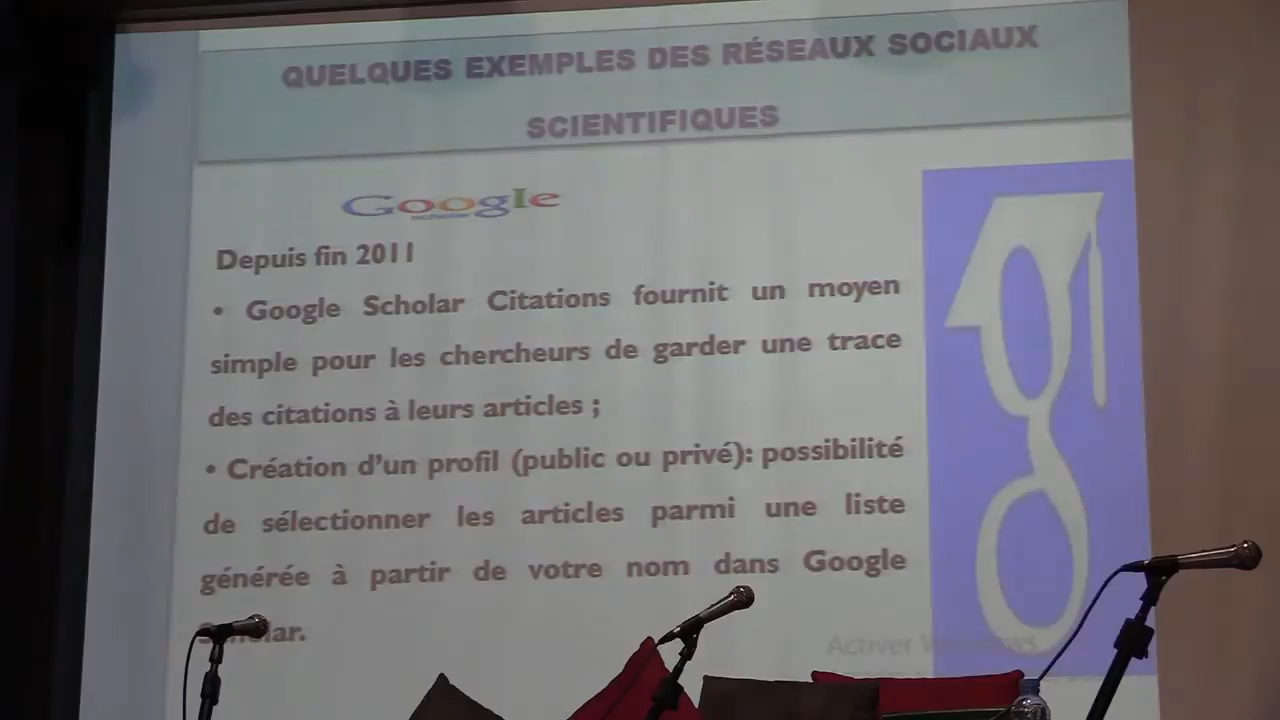 QUELQUES EXEMPLES DES RÉSEAUX SOCIAUX
SCIENTIFIQUES
Google
Depuis fin 2011
• Google Scholar Citations fournit un moyen
simple pour les chercheurs de garder une trace
des citations à leurs articles ;
• Création d'un profil (public ou privé): possibilité
de sélectionner les articles parmi une liste
générée à partir de votre nom dans Google
Scholar.
Activer Windows